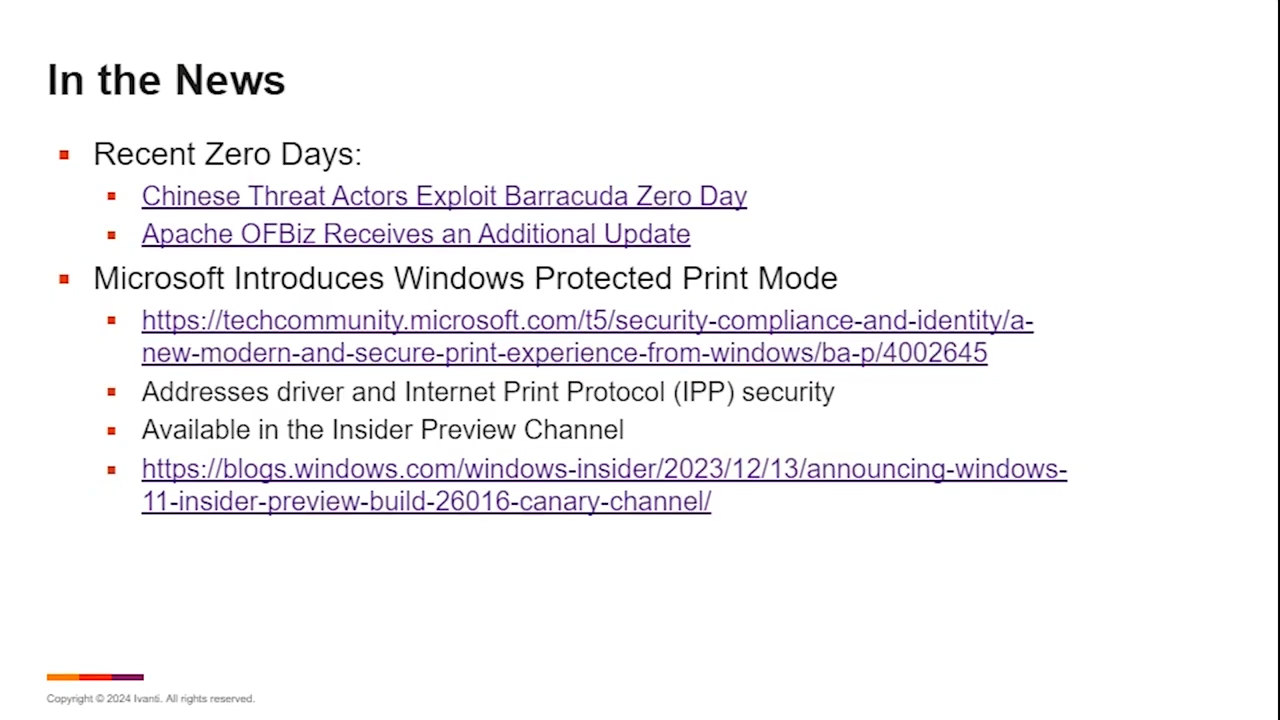 In the News
Recent Zero Days:
Chinese Threat Actors Exploit Barracuda Zero Day
Apache OFBiz Receives an Additional Update
Microsoft Introduces Windows Protected Print Mode
https://techcommunity.microsoft.com/t5/security-compliance-and-identity/a-
new-modern-and-secure-print-experience-from-windows/ba-p/4002645
Addresses driver and Internet Print Protocol (IPP) security
Available in the Insider Preview Channel
https://blogs.windows.com/windows-insider/2023/12/13/announcing-windows-
11-insider-preview-build-26016-canary-channel/
Copyright © 2024 Ivanti. All rights reserved.